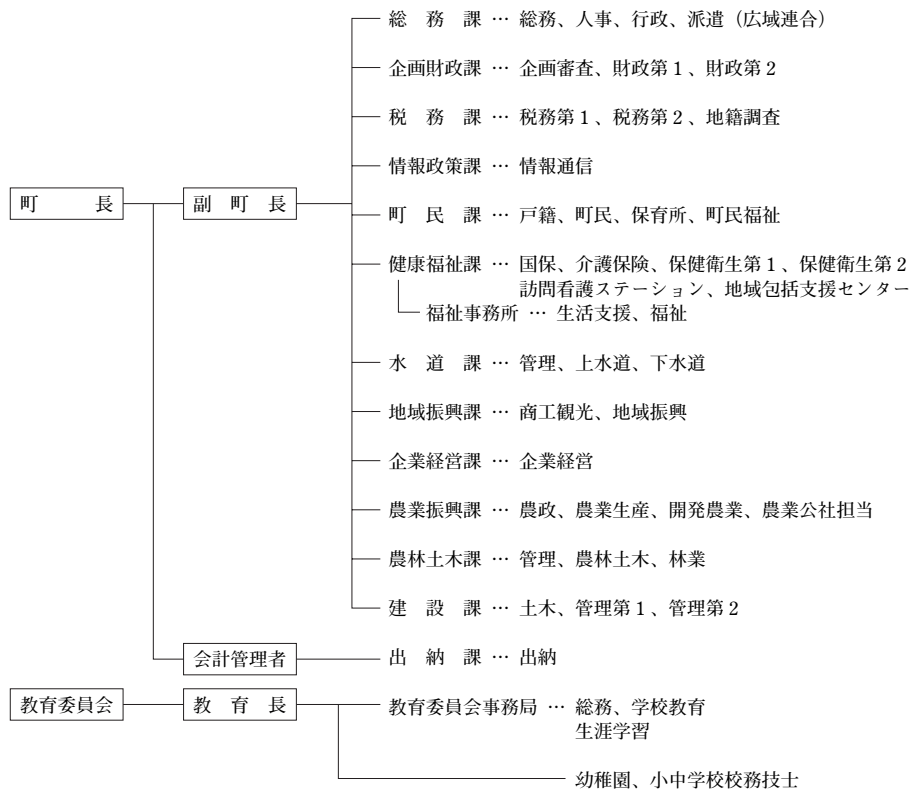 総　務　課 … 総務、人事、行政、派遣（広域連合）
企画財政課 … 企画審査、財政第１、財政第２
税　務　課 … 税務第１、税務第２、地籍調査
情報政策課 … 情報通信
町　　　長
副　町　長
町　民　課 … 戸籍、町民、保育所、町民福祉
健康福祉課 … 国保、介護保険、保健衛生第１、保健衛生第２
訪問看護ステーション、地域包括支援センター
福祉事務所 … 生活支援、福祉
水　道　課 … 管理、上水道、下水道
地域振興課 … 商工観光、地域振興
企業経営課 … 企業経営
農業振興課 … 農政、農業生産、開発農業、農業公社担当
農林土木課 … 管理、農林土木、林業
建　設　課 … 土木、管理第１、管理第２
会計管理者
出　納　課 … 出納
教育委員会
教　育　長
教育委員会事務局 … 総務、学校教育
生涯学習
幼稚園、小中学校校務技士